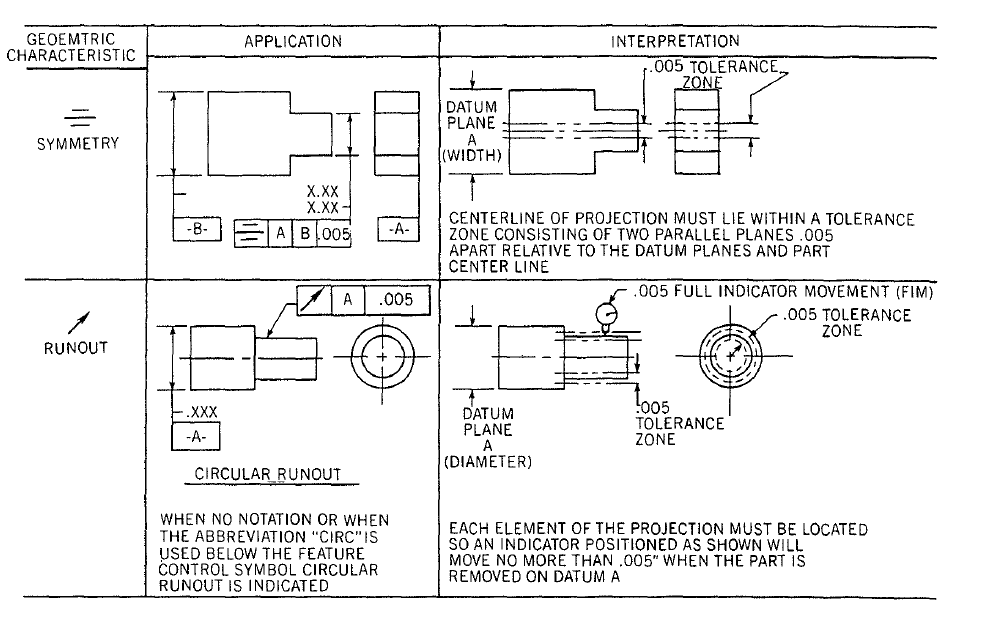 GEOEMTRIC
CHARACTERISTIC
APPLICATION
INTERPRETATION
SYMMETRY
X.XX
X.XX
-B-
A
B
.005
-A-
.005 TOLERANCE
ZONE
DATUM
PLANE
A
(WIDTH)
CENTERLINE OF PROJECTION MUST LIE WITHIN A TOLERANCE
ZONE CONSISTING OF TWO PARALLEL PLANES .005
APART RELATIVE TO THE DATUM PLANES AND PART
CENTER LINE
RUNOUT
A
.005
.XXX
-A-
CIRCULAR RUNOUT
WHEN NO NOTATION OR WHEN
THE ABBREVIATION "CIRC"IS
USED BELOW THE FEATURE
CONTROL SYMBOL CIRCULAR
RUNOUT IS INDICATED
.005 FULL INDICATOR MOVEMENT (FIM)
.005 TOLERANCE
ZONE
DATUM
PLANE
A
(DIAMETER)
.005
TOLERANCE
ZONE
EACH ELEMENT OF THE PROJECTION MUST BE LOCATED
SO AN INDICATOR POSITIONED AS SHOWN WILL
MOVE NO MORE THAN .005" WHEN THE PART IS
REMOVED ON DATUM A